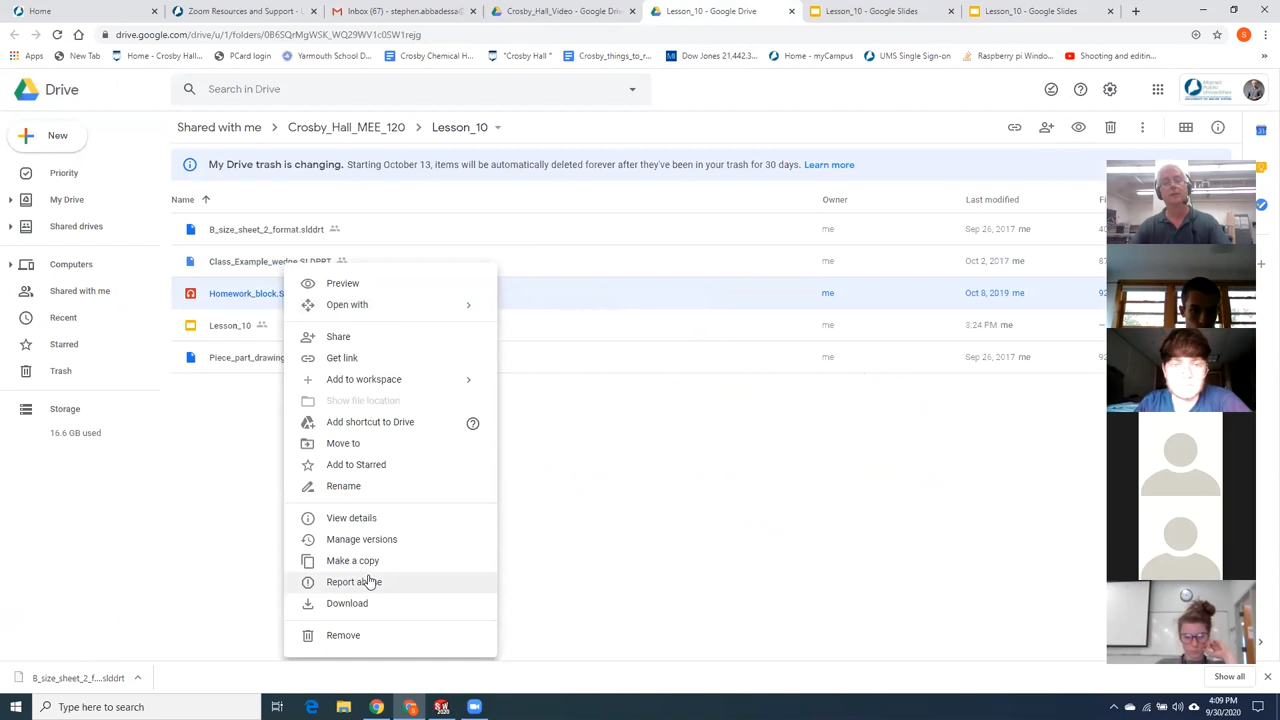 Home - Crosby Hall
Zoom Resources and Support - L
Inbox (67) - stephen.abbadessa@
Crosby_Hall_Video - Google Driv
Lesson_10 - Google Drive
Lesson_10 - Google Slides
Lesson_10 - Google Slides
drive.google.com/drive/u/1/folders/0B6SQrMgWSK_WQ29WV1c0SW1rejg
S
Apps
New Tab
Home - Crosby Hall...
PCard login
Yarmouth School D...
Crosby Chemical H...
Crosby Hall
Crosby_things_to_r...
Dow Jones 21,442.3...
Home - myCampus
UMS Single Sign-on
Raspberry pi windo...
Shooting and editin...
Drive
Search in Drive
New
Shared with me
Crosby_Hall_MEE_120
Lesson_10
My Drive trash is changing. Starting October 13, items will be automatically deleted forever after they've been in your trash for 30 days. Learn more
Priority
My Drive
Shared drives
Computers
Shared with me
Recent
Starred
Trash
Storage
16.6 GB used
Name
Owner
Last modified
B_size_sheet_2_format.slddrt
me
Sep 26, 2017 me
Class_Example_wedge.SLDPRT
me
Oct 2, 2017 me
Homework_block.S
me
Oct 8, 2019 me
Lesson_10
me
3:24 PM me
Piece_part_drawing
me
Sep 26, 2017 me
Preview
Open with
Share
Get link
Add to workspace
Show file location
Add shortcut to Drive
Move to
Add to Starred
Rename
View details
Manage versions
Make a copy
Report abuse
Download
Remove
B_size_sheet_2_f....slddrt
Show all
Type here to search
4:09 PM
9/30/2020